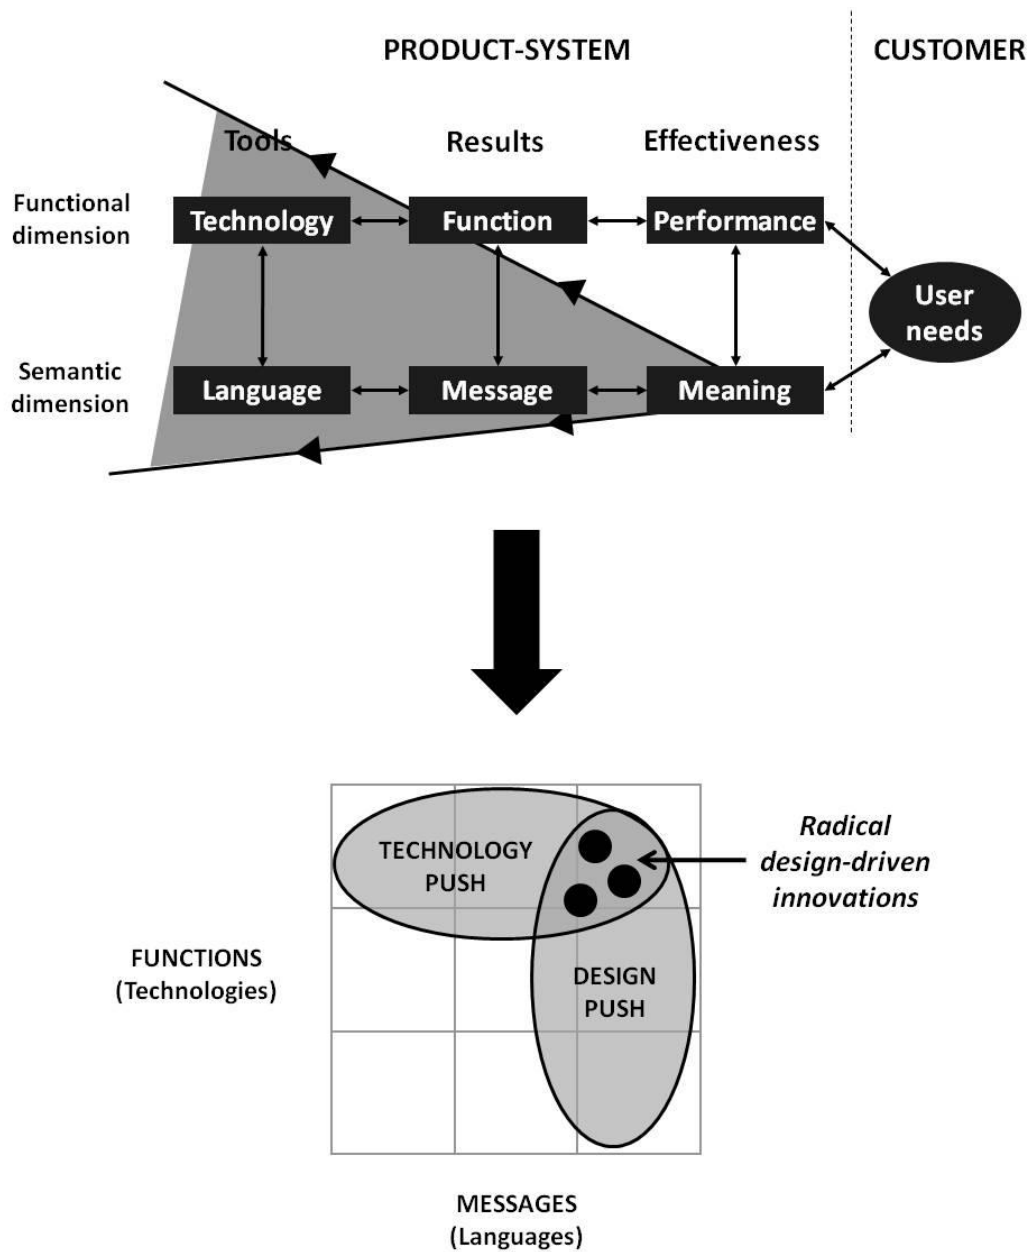 PRODUCT-SYSTEM
CUSTOMER
Tools
Results
Effectiveness
Functional
dimension
Technology
Function
Performance
User
needs
Semantic
dimension
Language
Message
Meaning
TECHNOLOGY
PUSH
Radical
design-driven
innovations
FUNCTIONS
(Technologies)
DESIGN
PUSH
MESSAGES
(Languages)